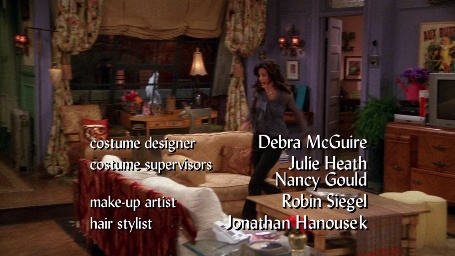 costume designer Debra McGuire
costume supervisors Julie Heath
Nancy Gould
make-up artist Robin Siegel
hair stylist Jonathan Hanousek